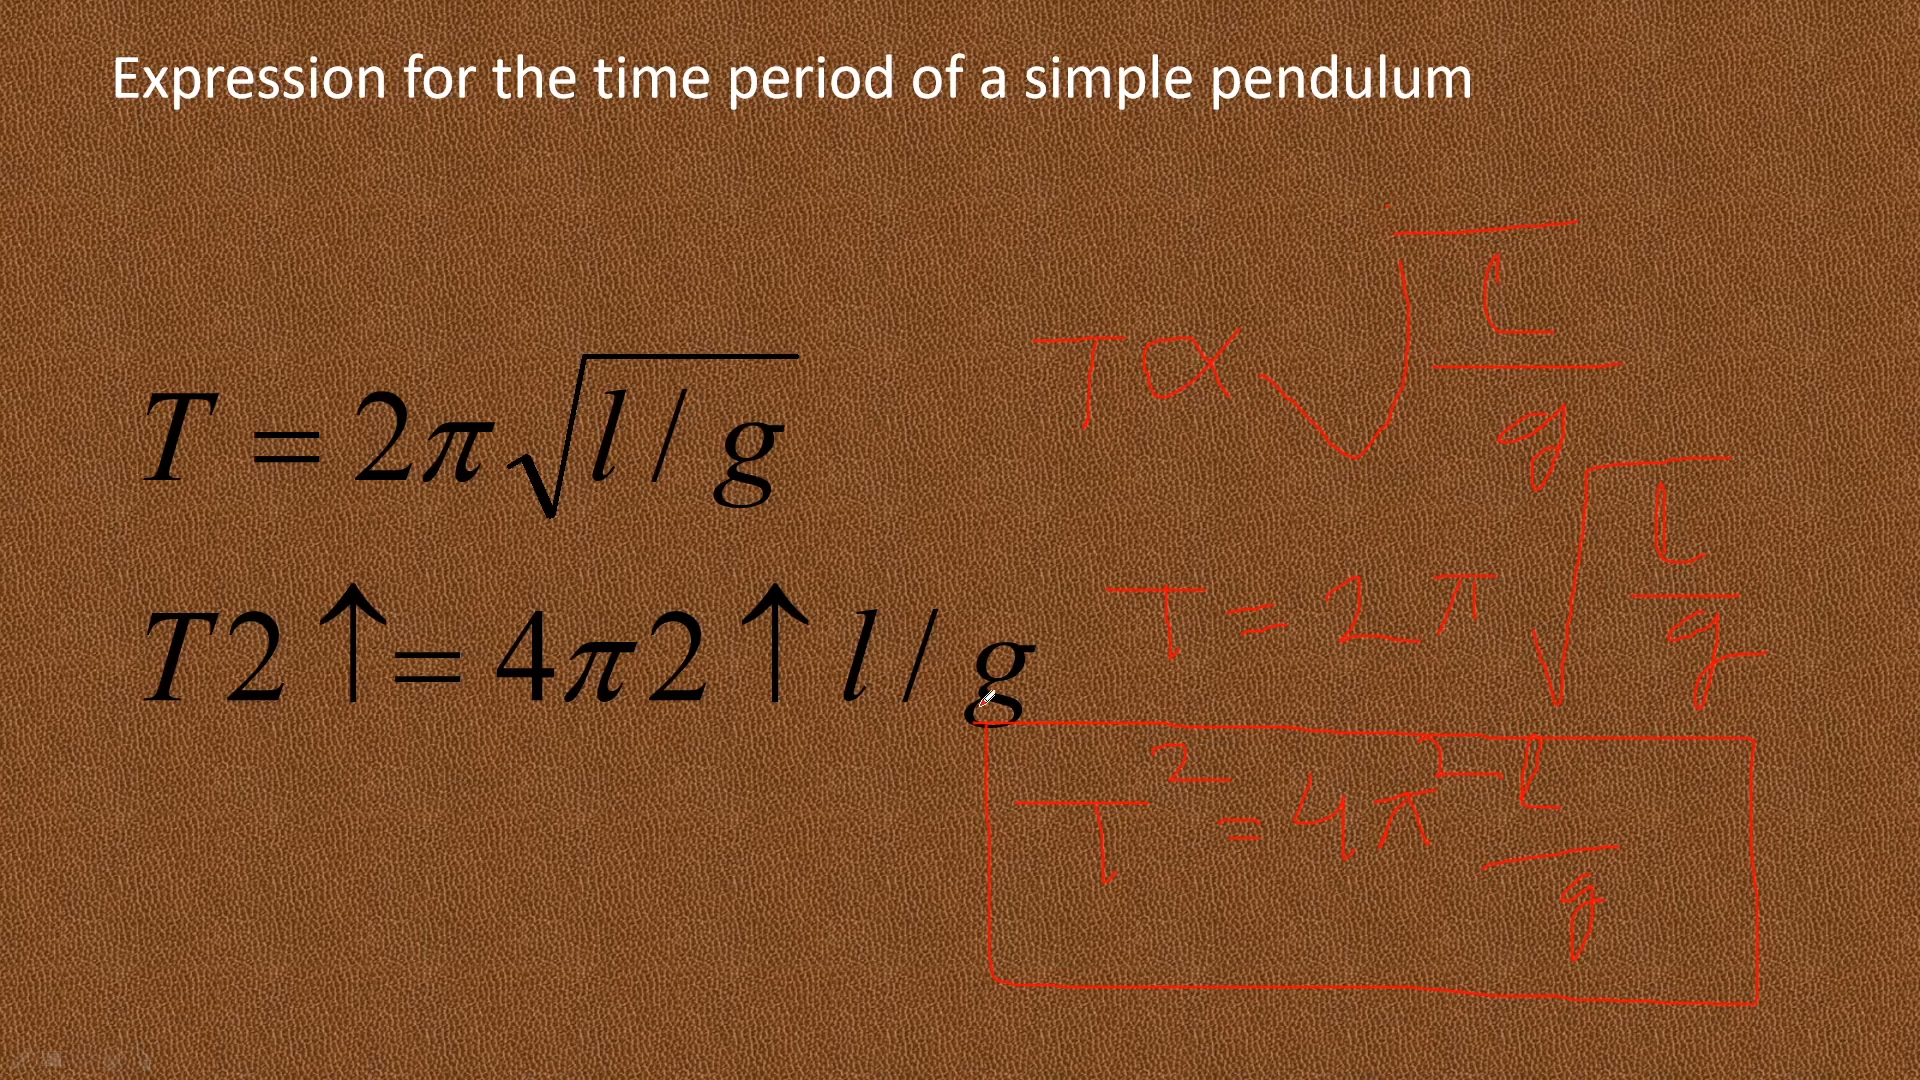 Expression for the time period of a simple pendulum
T = 2π√l / g
T2↑= 4π2↑ l / g
T ∝ √L/g
T = 2π √L/g
T² = 4π² L/g